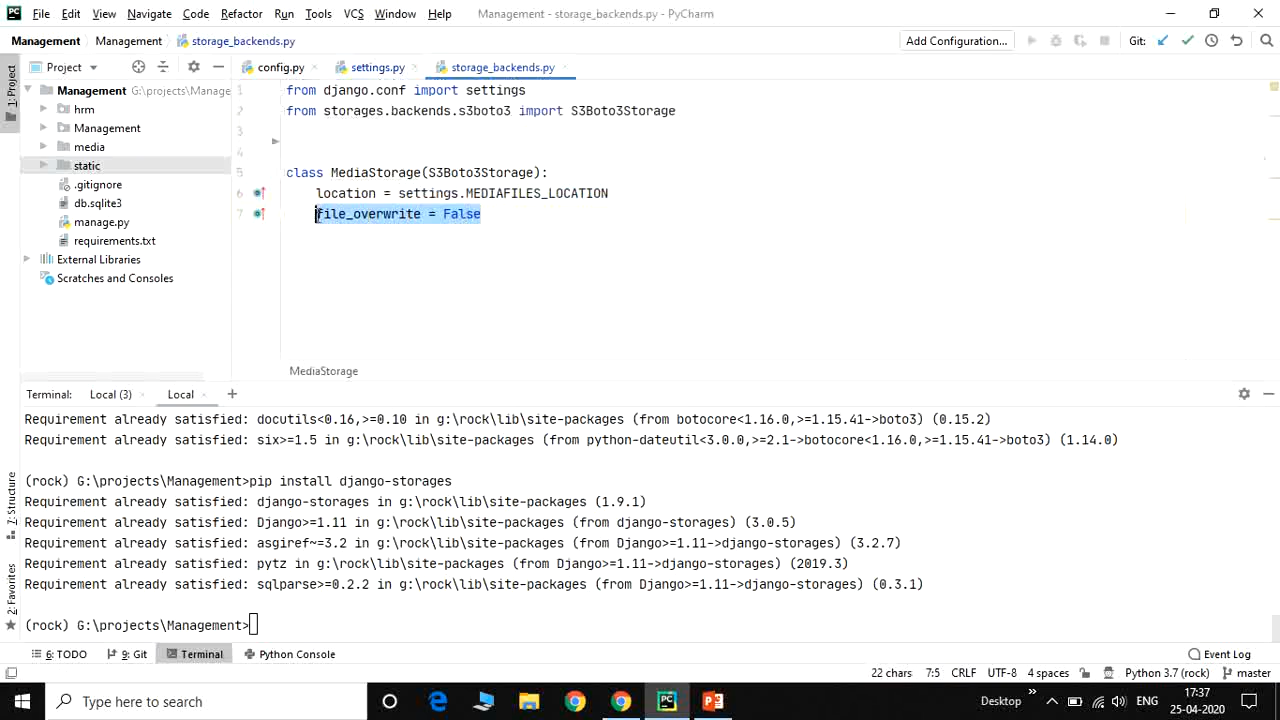 File Edit View Navigate Code Refactor Run Tools VCS Window Help Management - storage_backends.py - PyCharm
Management Management storage_backends.py Add Configuration... Git:
Project config.py settings.py storage_backends.py
1: Project
Management G:\projects\Manage
hrm
Management
media
static
.gitignore
db.sqlite3
manage.py
requirements.txt
External Libraries
Scratches and Consoles
1 from django.conf import settings
2 from storages.backends.s3boto3 import S3Boto3Storage
3
4
5 class MediaStorage(S3Boto3Storage):
6 location = settings.MEDIAFILES_LOCATION
7 file_overwrite = False
MediaStorage
Terminal: Local (3) Local
Requirement already satisfied: docutils<0.16,>=0.10 in g:\rock\lib\site-packages (from botocore<1.16.0,>=1.15.41->boto3) (0.15.2)
Requirement already satisfied: six>=1.5 in g:\rock\lib\site-packages (from python-dateutil<3.0.0,>=2.1->botocore<1.16.0,>=1.15.41->boto3) (1.14.0)
(rock) G:\projects\Management>pip install django-storages
Requirement already satisfied: django-storages in g:\rock\lib\site-packages (1.9.1)
Requirement already satisfied: Django>=1.11 in g:\rock\lib\site-packages (from django-storages) (3.0.5)
Requirement already satisfied: asgiref~=3.2 in g:\rock\lib\site-packages (from Django>=1.11->django-storages) (3.2.7)
Requirement already satisfied: pytz in g:\rock\lib\site-packages (from Django>=1.11->django-storages) (2019.3)
Requirement already satisfied: sqlparse>=0.2.2 in g:\rock\lib\site-packages (from Django>=1.11->django-storages) (0.3.1)
(rock) G:\projects\Management>
7: Structure
2: Favorites
6: TODO 9: Git Terminal Python Console Event Log
22 chars 7:5 CRLF UTF-8 4 spaces Python 3.7 (rock) master
Type here to search Desktop ENG 17:37
25-04-2020